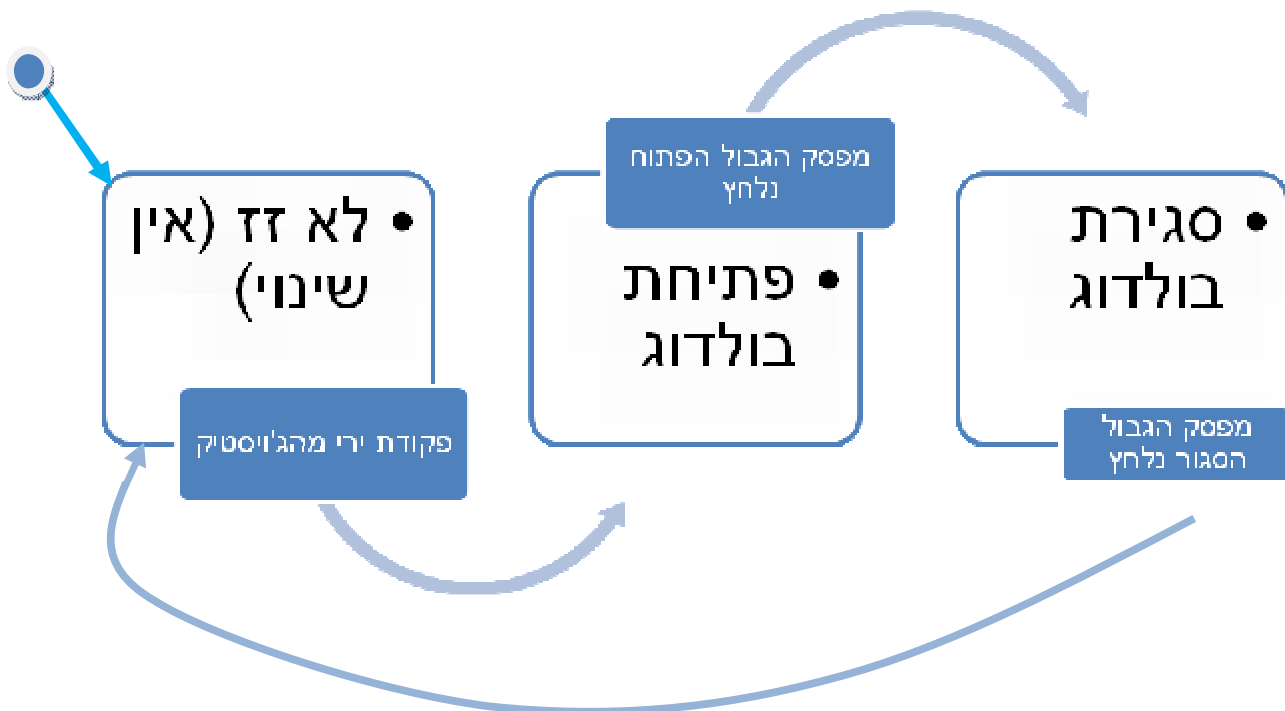 • לא זז (אין
שינוי)
פקודת ירי מהג'ויסטיק
• פתיחת
בולדוג
מפסק הגבול הפתוח
נלחץ
• סגירת
בולדוג
מפסק הגבול
הסגור נלחץ